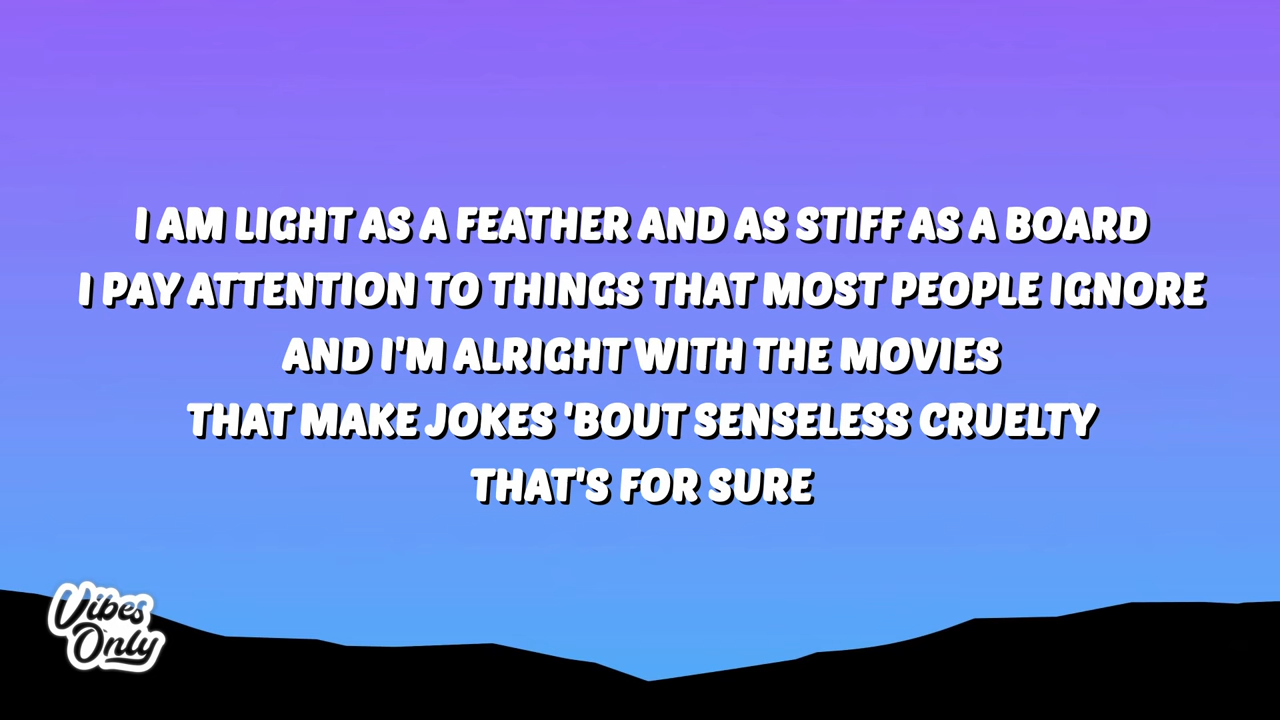 I AM LIGHT AS A FEATHER AND AS STIFF AS A BOARD
I PAY ATTENTION TO THINGS THAT MOST PEOPLE IGNORE
AND I'M ALRIGHT WITH THE MOVIES
THAT MAKE JOKES 'BOUT SENSELESS CRUELTY
THAT'S FOR SURE
Vibes
Only